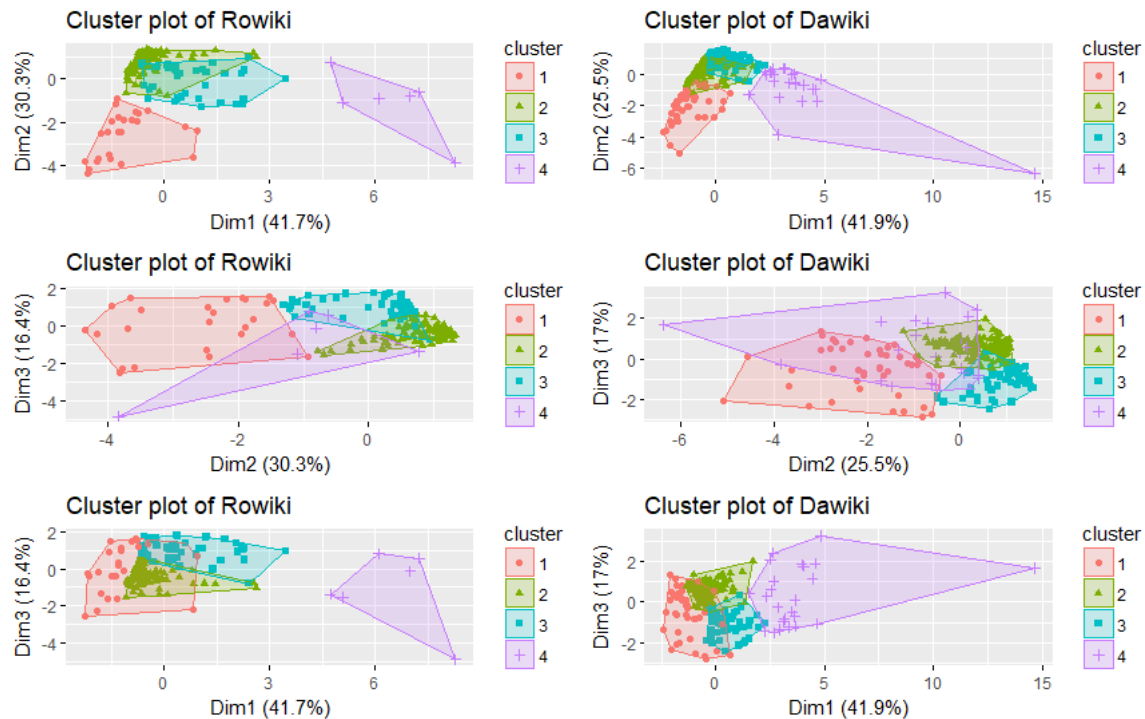 Cluster plot of Rowiki
Dim2 (30.3%)
0
-2
-4
0
3
6
Dim1 (41.7%)
cluster
1
2
3
4
Cluster plot of Dawiki
Dim2 (25.5%)
0
-2
-4
-6
0
5
10
15
Dim1 (41.9%)
cluster
1
2
3
4
Cluster plot of Rowiki
Dim3 (16.4%)
2
0
-2
-4
-4
-2
0
Dim2 (30.3%)
cluster
1
2
3
4
Cluster plot of Dawiki
Dim3 (17%)
2
0
-2
-6
-4
-2
0
Dim2 (25.5%)
cluster
1
2
3
4
Cluster plot of Rowiki
Dim3 (16.4%)
2
0
-2
-4
0
3
6
Dim1 (41.7%)
cluster
1
2
3
4
Cluster plot of Dawiki
Dim3 (17%)
2
0
-2
0
5
10
15
Dim1 (41.9%)
cluster
1
2
3
4